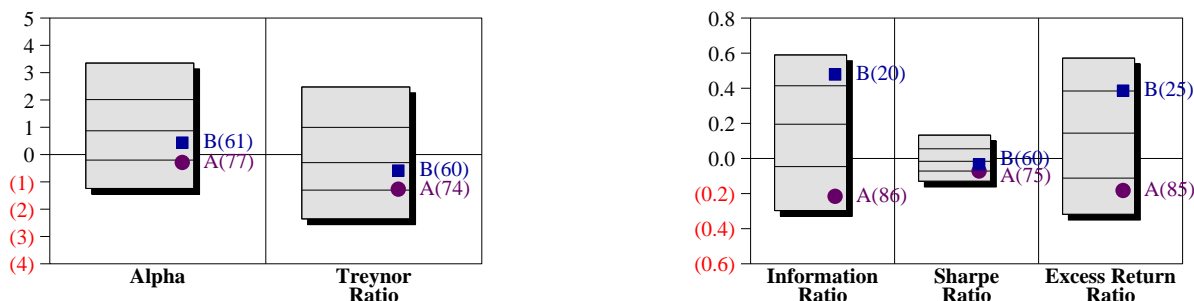 5
4
3
2
1
0
(1)
(2)
(3)
(4)
B(61)
A(77)
B(60)
A(74)
Alpha
Treynor
Ratio
0.8
0.6
0.4
0.2
0.0
(0.2)
(0.4)
(0.6)
B(20)
A(86)
B(60)
A(75)
B(25)
A(85)
Information
Ratio
Sharpe
Ratio
Excess Return
Ratio